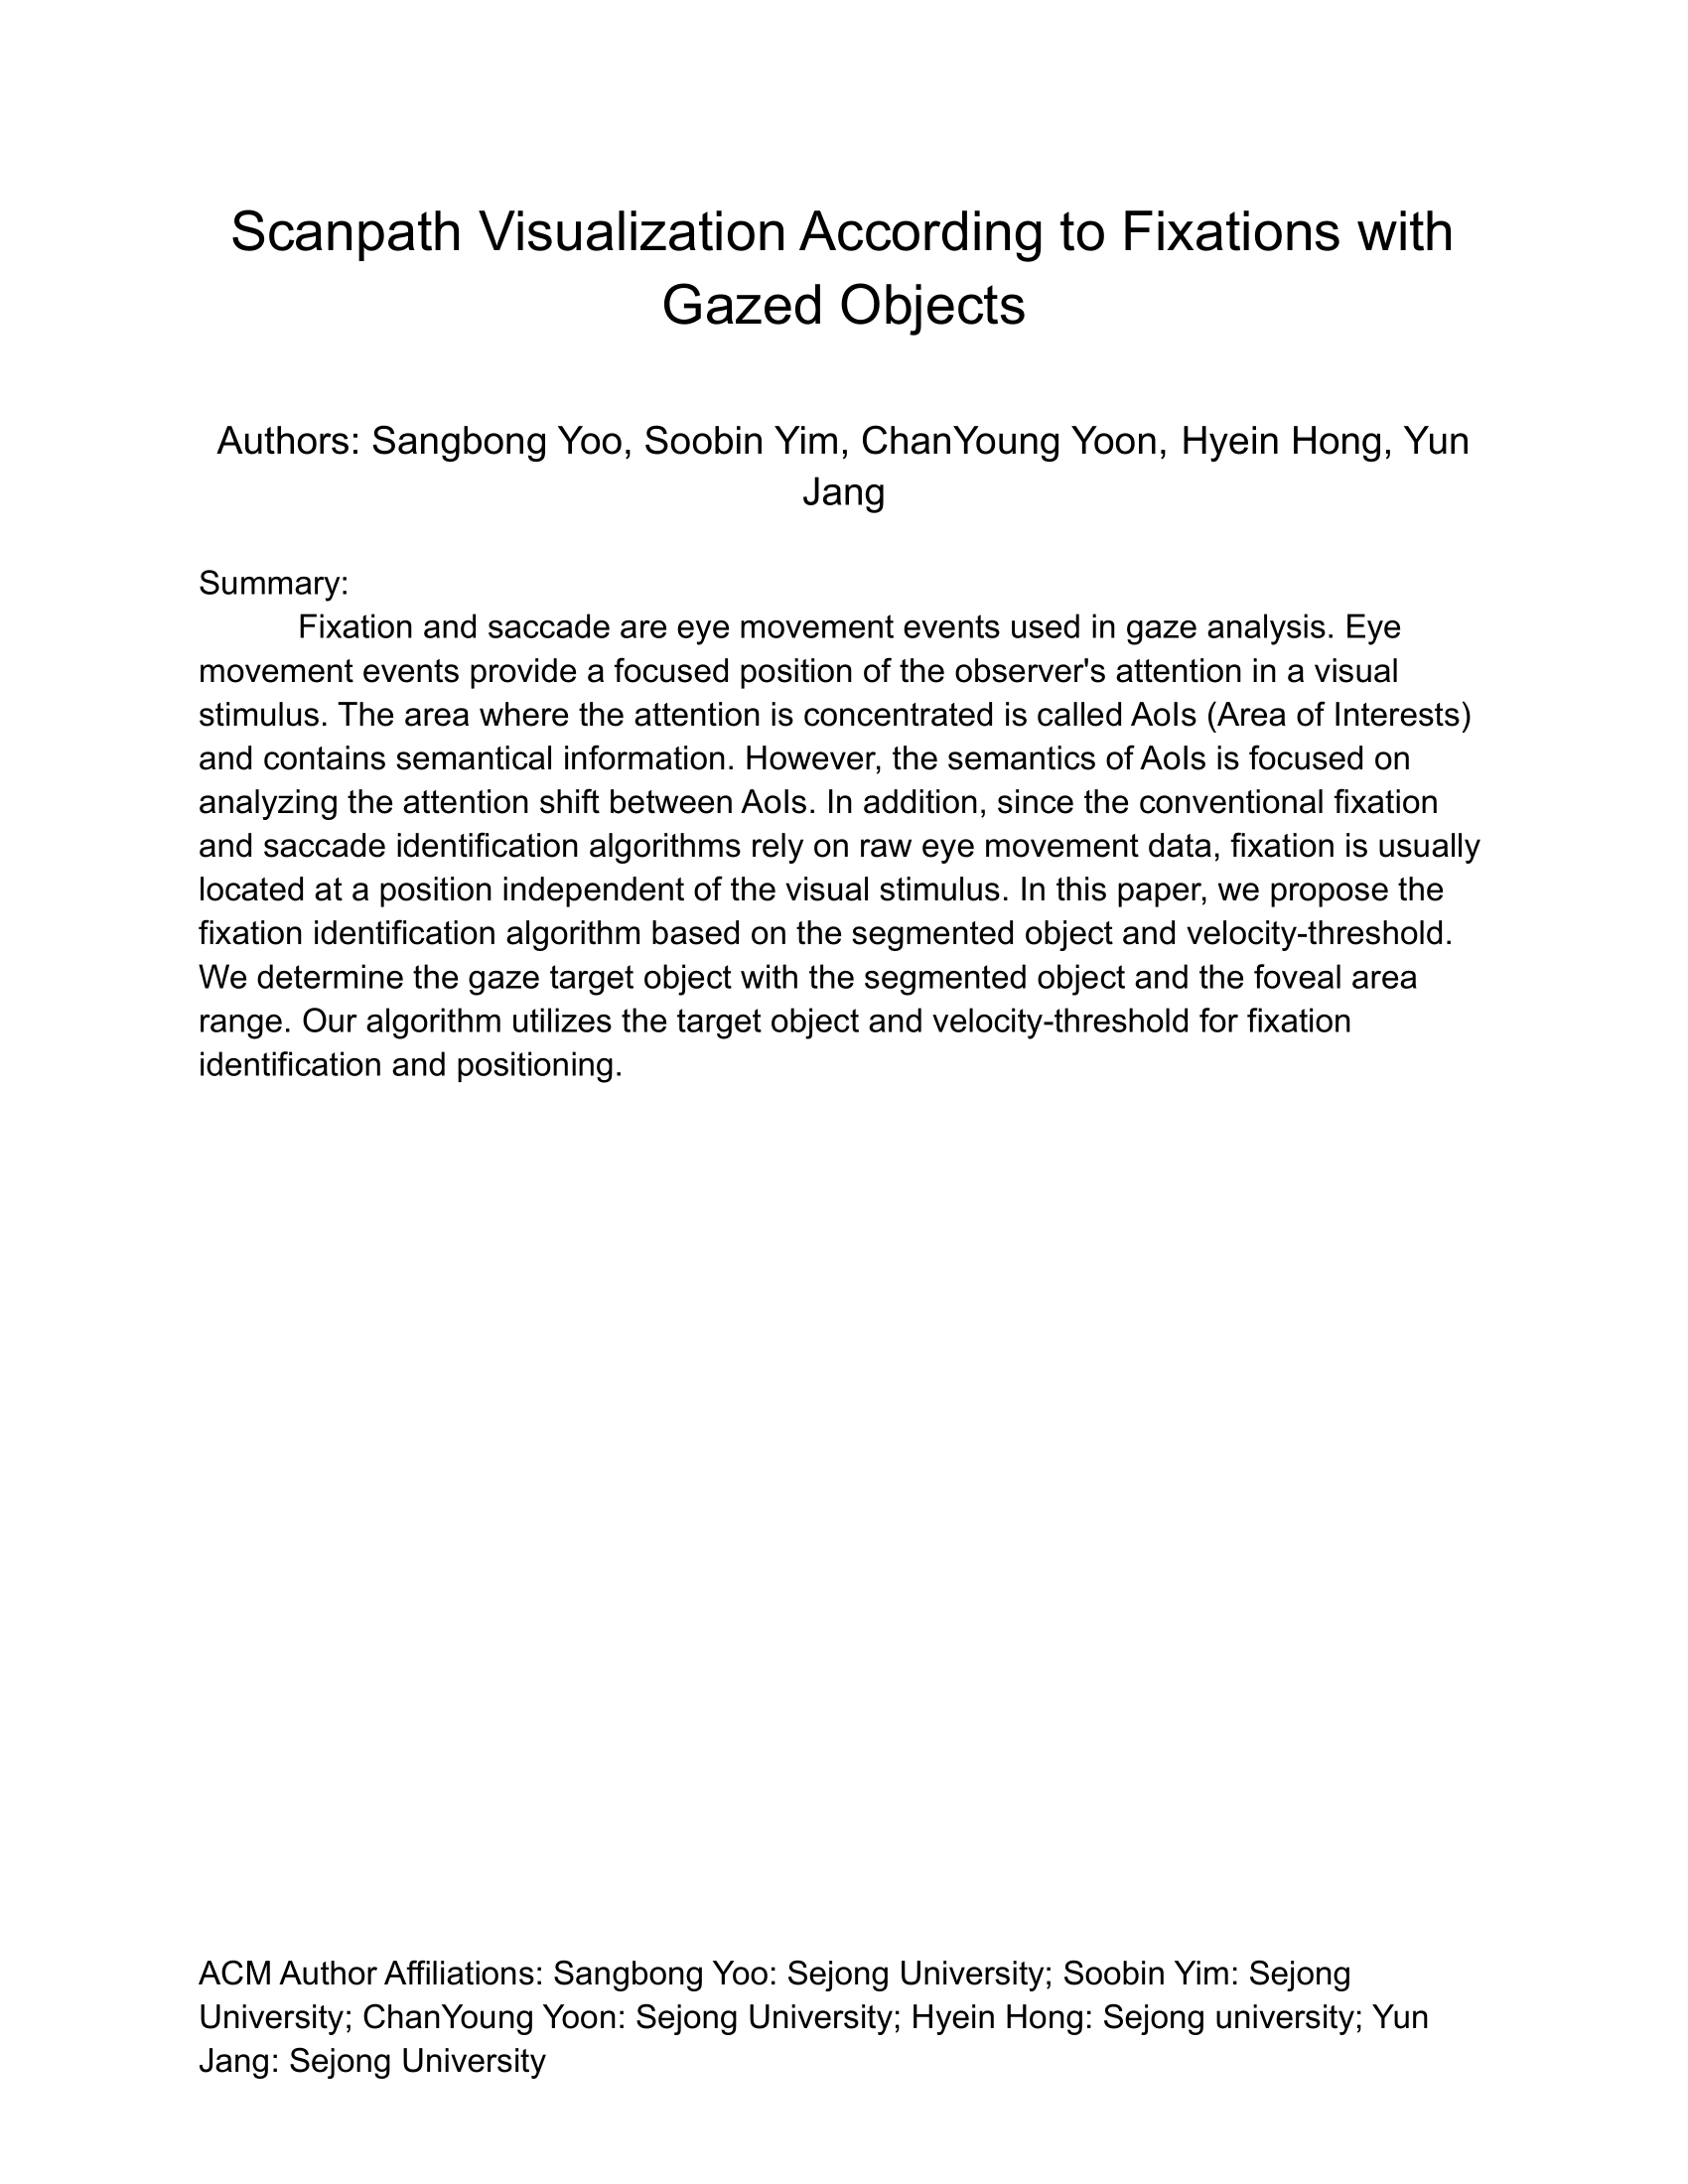 Scanpath Visualization According to Fixations with
Gazed Objects
Authors: Sangbong Yoo, Soobin Yim, ChanYoung Yoon, Hyein Hong, Yun
Jang
Summary:
Fixation and saccade are eye movement events used in gaze analysis. Eye
movement events provide a focused position of the observer's attention in a visual
stimulus. The area where the attention is concentrated is called AoIs (Area of Interests)
and contains semantical information. However, the semantics of AoIs is focused on
analyzing the attention shift between AoIs. In addition, since the conventional fixation
and saccade identification algorithms rely on raw eye movement data, fixation is usually
located at a position independent of the visual stimulus. In this paper, we propose the
fixation identification algorithm based on the segmented object and velocity-threshold.
We determine the gaze target object with the segmented object and the foveal area
range. Our algorithm utilizes the target object and velocity-threshold for fixation
identification and positioning.
ACM Author Affiliations: Sangbong Yoo: Sejong University; Soobin Yim: Sejong
University; ChanYoung Yoon: Sejong University; Hyein Hong: Sejong university; Yun
Jang: Sejong University